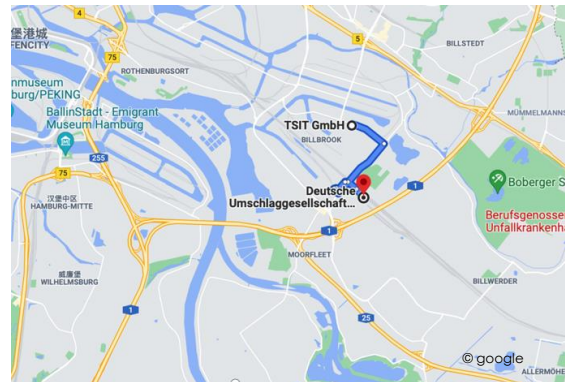 堡港城
FENCITY
4
75
5
BILLSTEDT
ROTHENBURGSORT
nmuseum
burg/PEKING
BallinStadt - Emigrant
Museum Hamburg
TSIT GmbH
BILLBROOK
MÜMMELMANNS
255
75
1
Boberger S
Deutsche
Umschlaggesellschaft...
汉堡中区
HAMBURG-MITTE
Berufsgenosse
Unfallkrankenha
1
MOORFLEET
威廉堡
WILHELMSBURG
BILLWERDER
1
25
© google
ALLERMÖHE